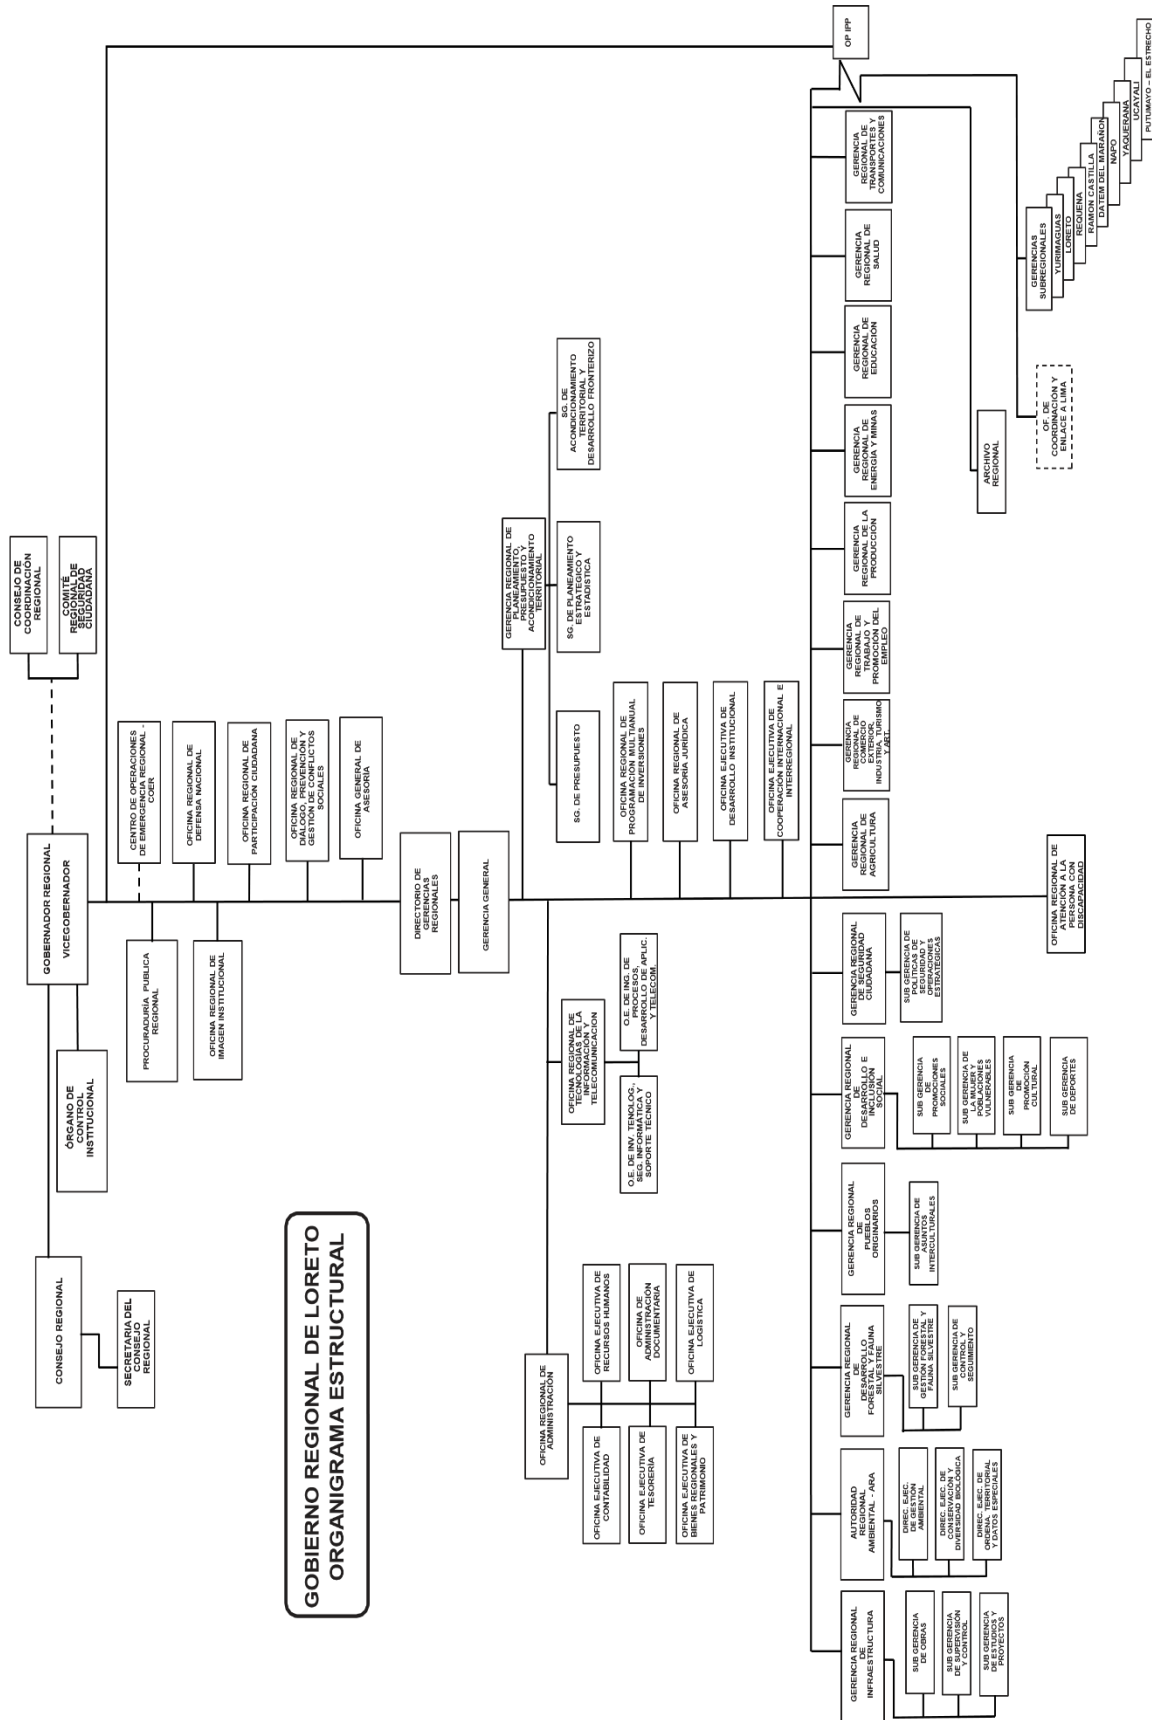 GOBIERNO REGIONAL DE LORETO
ORGANIGRAMA ESTRUCTURAL
CONSEJO REGIONAL
SECRETARIA DEL
CONSEJO
REGIONAL
GOBERNADOR REGIONAL
VICEGOBERNADOR
ÓRGANO DE
CONTROL
INSTITUCIONAL
CONSEJO DE
COORDINACIÓN
REGIONAL
COMITÉ
REGIONAL DE
SEGURIDAD
CIUDADANA
PROCURADURÍA PUBLICA
REGIONAL
OFICINA REGIONAL DE
IMAGEN INSTITUCIONAL
CENTRO DE OPERACIONES
DE EMERGENCIA REGIONAL -
COER
OFICINA REGIONAL DE
DEFENSA NACIONAL
OFICINA REGIONAL DE
PARTICIPACIÓN CIUDADANA
OFICINA REGIONAL DE
DIÁLOGO, PREVENCIÓN Y
GESTIÓN DE CONFLICTOS
SOCIALES
OFICINA GENERAL DE
ASESORÍA
DIRECTORIO DE
GERENCIAS
REGIONALES
GERENCIA GENERAL
OFICINA REGIONAL DE
ADMINISTRACIÓN
OFICINA EJECUTIVA DE
CONTABILIDAD
OFICINA EJECUTIVA DE
RECURSOS HUMANOS
OFICINA EJECUTIVA DE
TESORERÍA
OFICINA DE
ADMINISTRACIÓN
DOCUMENTARIA
OFICINA EJECUTIVA DE
BIENES REGIONALES Y
PATRIMONIO
OFICINA EJECUTIVA DE
LOGÍSTICA
OFICINA REGIONAL DE
TECNOLOGÍAS DE LA
INFORMACIÓN Y
TELECOMUNICACION
O.E. DE INV. TENOLOG.,
SEG. INFORMATICA Y
SOPORTE TÉCNICO
O.E. DE ING. DE
PROCESOS,
DESARROLLO DE APLIC.
Y TELECOM.
GERENCIA REGIONAL DE
PLANEAMIENTO,
PRESUPUESTO Y
ACONDICIONAMIENTO
TERRITORIAL
SG. DE PRESUPUESTO
SG. DE PLANEAMIENTO
ESTRATEGICO Y
ESTADISTICA
SG. DE
ACONDICIONAMIENTO
TERRITORIAL Y
DESARROLLO FRONTERIZO
OFICINA REGIONAL DE
PROGRAMACIÓN MULTIANUAL
DE INVERSIONES
OFICINA REGIONAL DE
ASESORÍA JURÍDICA
OFICINA EJECUTIVA DE
DESARROLLO INSTITUCIONAL
OFICINA EJECUTIVA DE
COOPERACIÓN INTERNACIONAL E
INTERREGIONAL
GERENCIA REGIONAL
DE
INFRAESTRUCTURA
SUB GERENCIA
DE OBRAS
SUB GERENCIA
DE SUPERVISIÓN
Y CONTROL
SUB GERENCIA
DE ESTUDIOS Y
PROYECTOS
AUTORIDAD
REGIONAL
AMBIENTAL - ARA
DIREC. EJEC.
DE GESTIÓN
AMBIENTAL
DIREC. EJEC. DE
CONSERVACIÓN Y
DIVERSIDAD BIOLÓGICA
DIREC. EJEC. DE
ORDENA. TERRITORIAL
Y DATOS ESPECIALES
GERENCIA REGIONAL
DE
DESARROLLO
FORESTAL Y FAUNA
SILVESTRE
SUB GERENCIA DE
GESTIÓN FORESTAL Y
FAUNA SILVESTRE
SUB GERENCIA DE
CONTROL Y
SEGUIMIENTO
GERENCIA REGIONAL
DE
PUEBLOS
ORIGINARIOS
SUB GERENCIA DE
ASUNTOS
INTERCULTURALES
GERENCIA REGIONAL
DE
DESARROLLO E
INCLUSIÓN
SOCIAL
SUB GERENCIA
DE
PROMOCIONES
SOCIALES
SUB GERENCIA DE
LA MUJER Y
POBLACIONES
VULNERABLES
SUB GERENCIA
DE
PROMOCIÓN
CULTURAL
SUB GERENCIA
DE DEPORTES
GERENCIA REGIONAL
DE SEGURIDAD
CIUDADANA
SUB GERENCIA DE
POLÍTICAS DE
SEGURIDAD Y
OPERACIONES
ESTRATÉGICAS
GERENCIA
REGIONAL DE
AGRICULTURA
GERENCIA
REGIONAL DE
COMERCIO
EXTERIOR,
INDUSTRIA, TURISMO
Y ART.
GERENCIA
REGIONAL DE
TRABAJO Y
PROMOCIÓN DEL
EMPLEO
GERENCIA
REGIONAL DE LA
PRODUCCIÓN
GERENCIA
REGIONAL DE
ENERGÍA Y MINAS
GERENCIA
REGIONAL DE
EDUCACIÓN
GERENCIA
REGIONAL DE
SALUD
GERENCIA
REGIONAL DE
TRANSPORTES Y
COMUNICACIONES
OP IPP
OFICINA REGIONAL DE
ATENCIÓN A LA
PERSONA CON
DISCAPACIDAD
ARCHIVO
REGIONAL
OF. DE
COORDINACIÓN Y
ENLACE A LIMA
GERENCIAS
SUBREGIONALES
YURIMAGUAS
LORETO
REQUENA
RAMON CASTILLA
DATEM DEL MARAÑON
NAPO
YAQUERANA
UCAYALI
PUTUMAYO – EL ESTRECHO